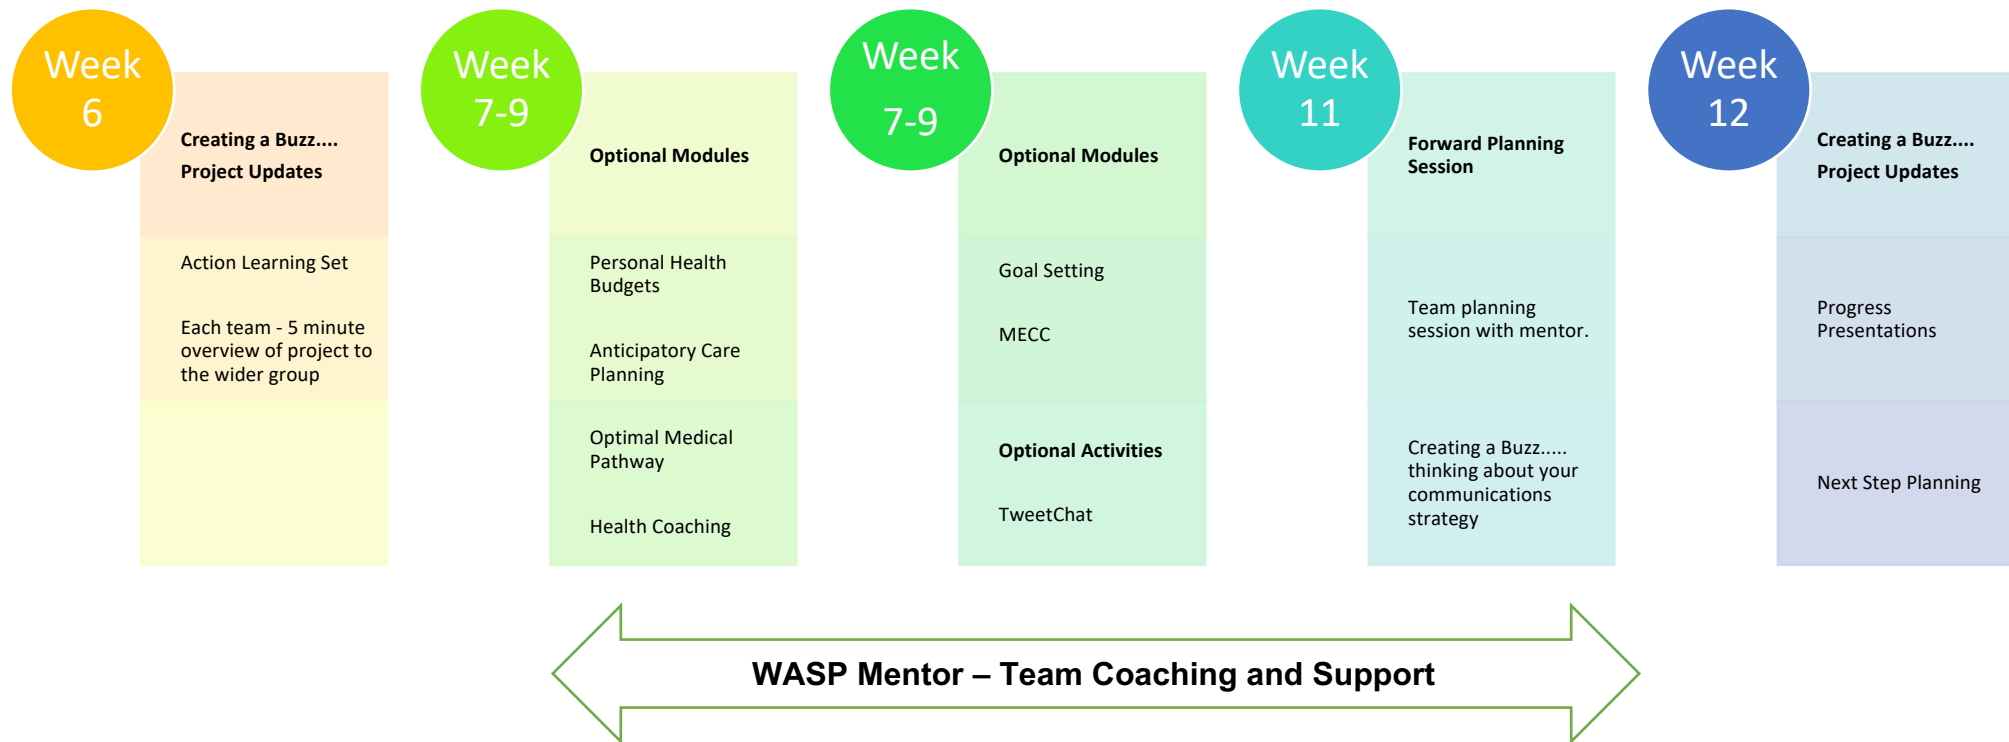 Week
6
Creating a Buzz....
Project Updates
Action Learning Set
Each team - 5 minute
overview of project to
the wider group
Week
7-9
Optional Modules
Personal Health
Budgets
Anticipatory Care
Planning
Optimal Medical
Pathway
Health Coaching
Week
7-9
Optional Modules
Goal Setting
MECC
Optional Activities
TweetChat
Week
11
Forward Planning
Session
Team planning
session with mentor.
Creating a Buzz.....
thinking about your
communications
strategy
Week
12
Creating a Buzz....
Project Updates
Progress
Presentations
Next Step Planning
WASP Mentor – Team Coaching and Support